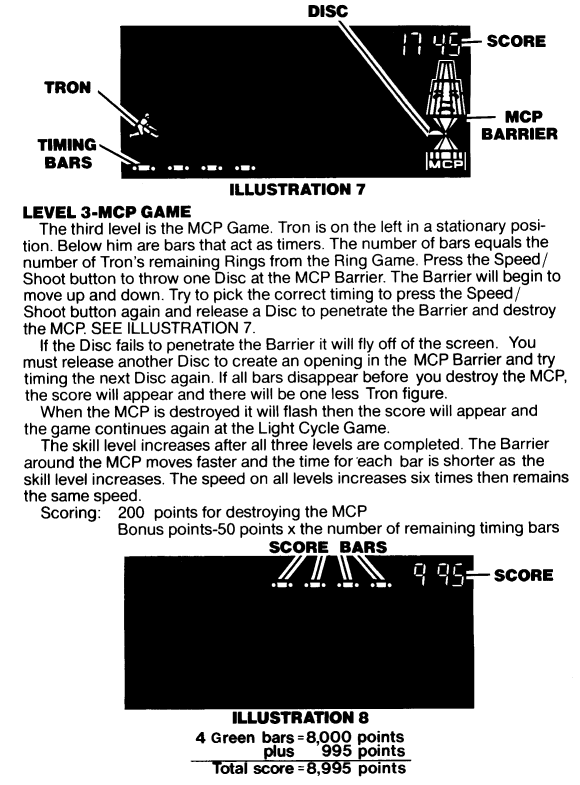 DISC
17 45
SCORE
TRON
MCP
BARRIER
TIMING
BARS
MCP
ILLUSTRATION 7
LEVEL 3-MCP GAME
The third level is the MCP Game. Tron is on the left in a stationary posi-
tion. Below him are bars that act as timers. The number of bars equals the
number of Tron's remaining Rings from the Ring Game. Press the Speed/
Shoot button to throw one Disc at the MCP Barrier. The Barrier will begin to
move up and down. Try to pick the correct timing to press the Speed/
Shoot button again and release a Disc to penetrate the Barrier and destroy
the MCP. SEE ILLUSTRATION 7.
If the Disc fails to penetrate the Barrier it will fly off of the screen. You
must release another Disc to create an opening in the MCP Barrier and try
timing the next Disc again. If all bars disappear before you destroy the MCP,
the score will appear and there will be one less Tron figure.
When the MCP is destroyed it will flash then the score will appear and
the game continues again at the Light Cycle Game.
The skill level increases after all three levels are completed. The Barrier
around the MCP moves faster and the time for each bar is shorter as the
skill level increases. The speed on all levels increases six times then remains
the same speed.
Scoring: 200 points for destroying the MCP
Bonus points-50 points x the number of remaining timing bars
SCORE BARS
9 95
SCORE
ILLUSTRATION 8
4 Green bars = 8,000 points
plus 995 points
Total score = 8,995 points